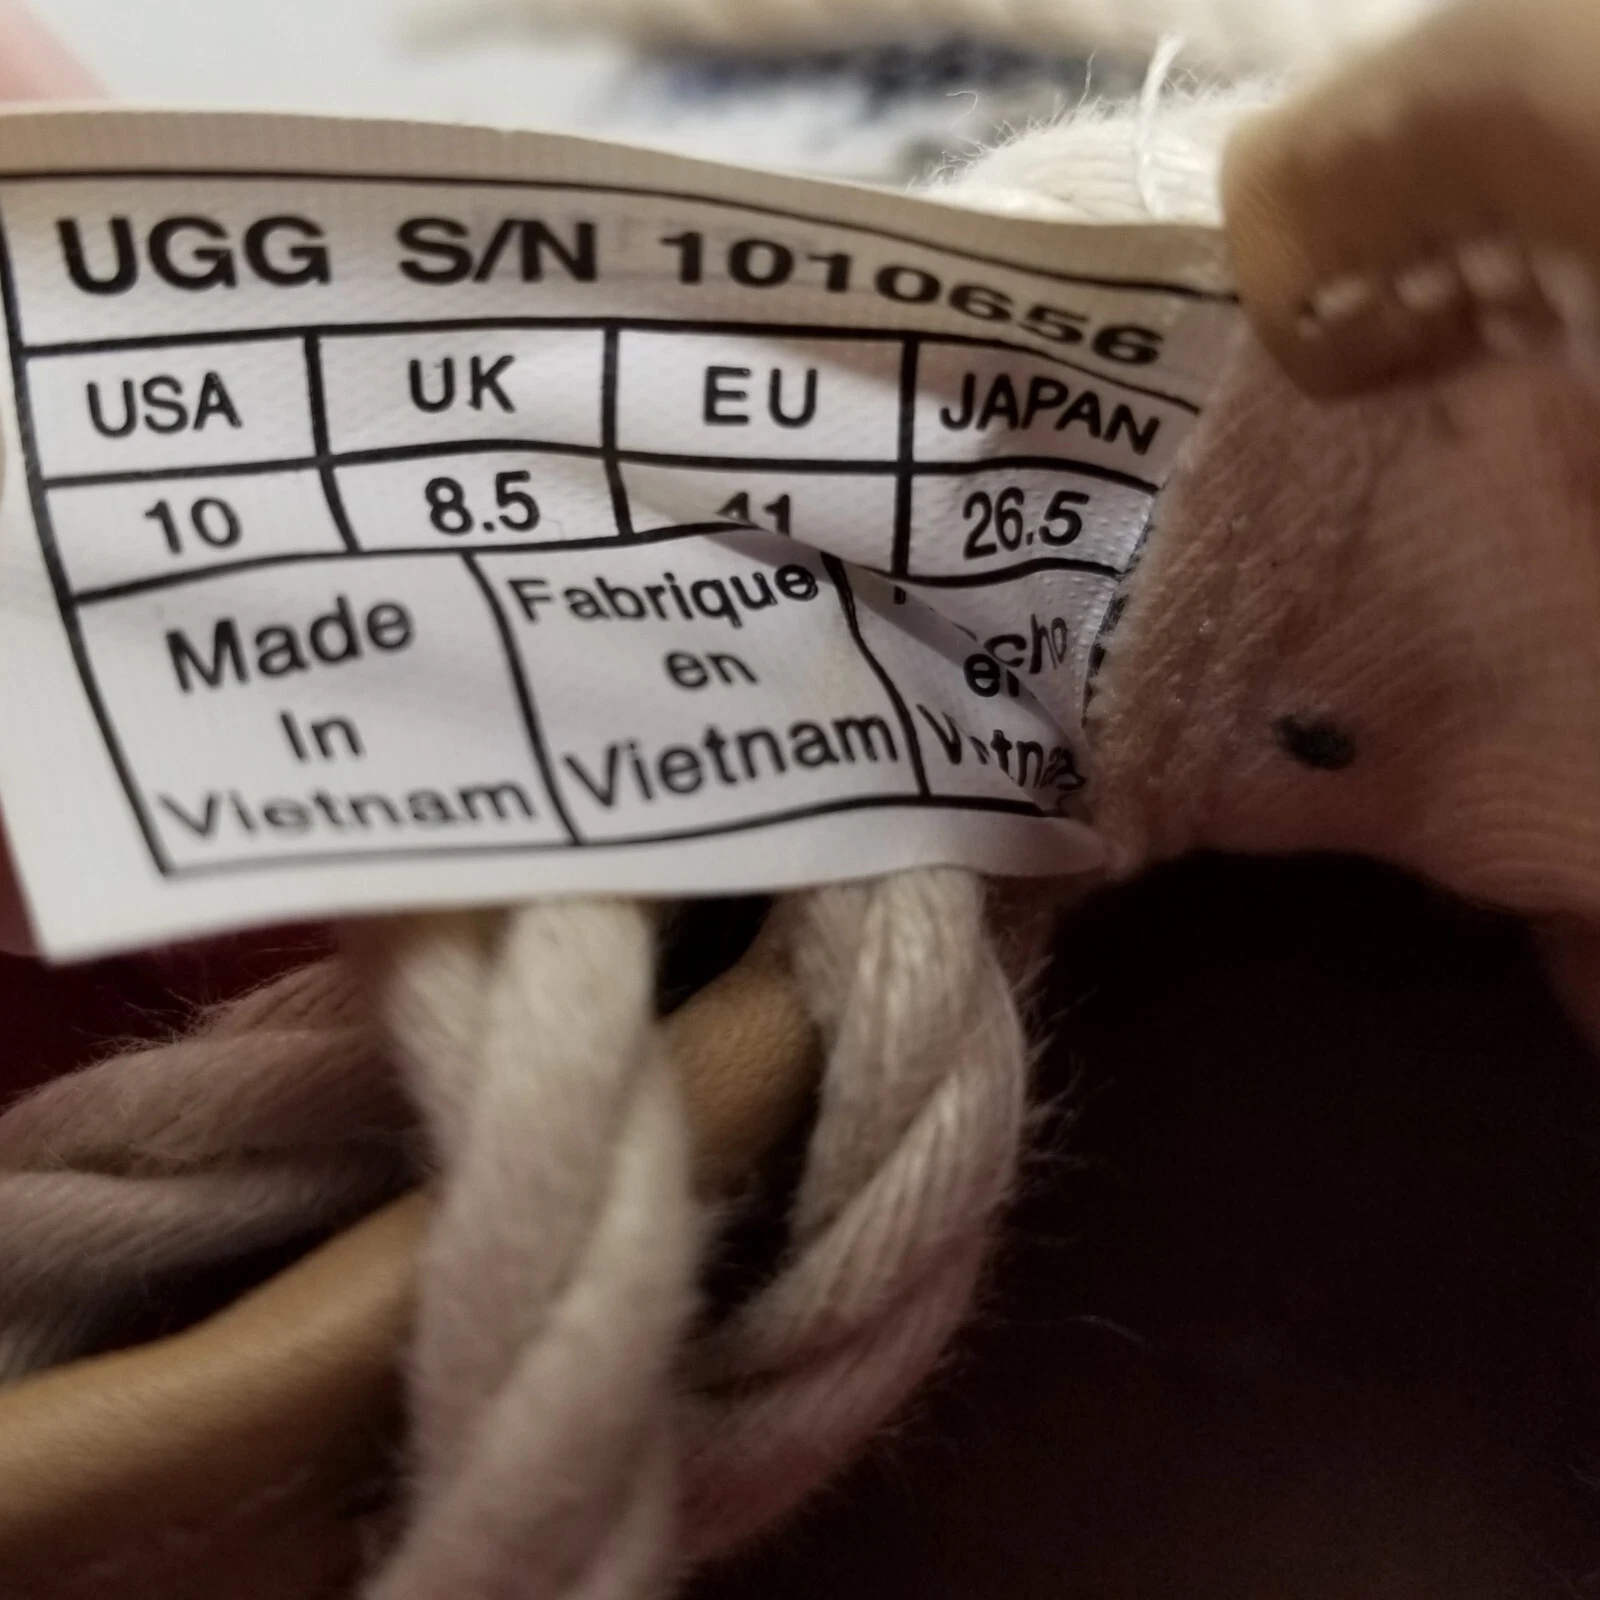 UGG S/N 1010656
USA UK EU JAPAN
10 8.5 41 26.5
Made
In
Vietnam
Fabrique
en
Vietnam